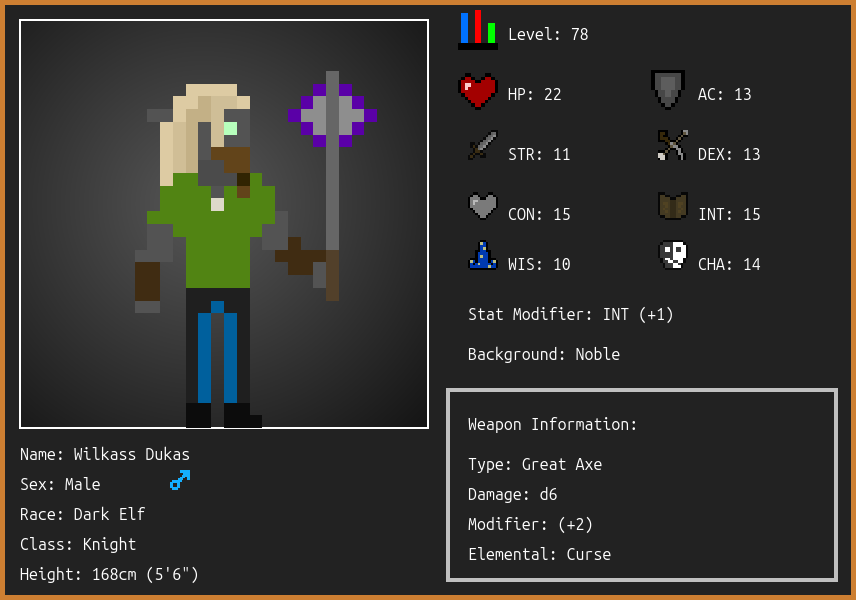 Level: 78
HP: 22
AC: 13
STR: 11
DEX: 13
CON: 15
INT: 15
WIS: 10
CHA: 14
Stat Modifier: INT (+1)
Background: Noble
Weapon Information:
Type: Great Axe
Damage: d6
Modifier: (+2)
Elemental: Curse
Name: Wilkass Dukas
Sex: Male
Race: Dark Elf
Class: Knight
Height: 168cm (5'6")